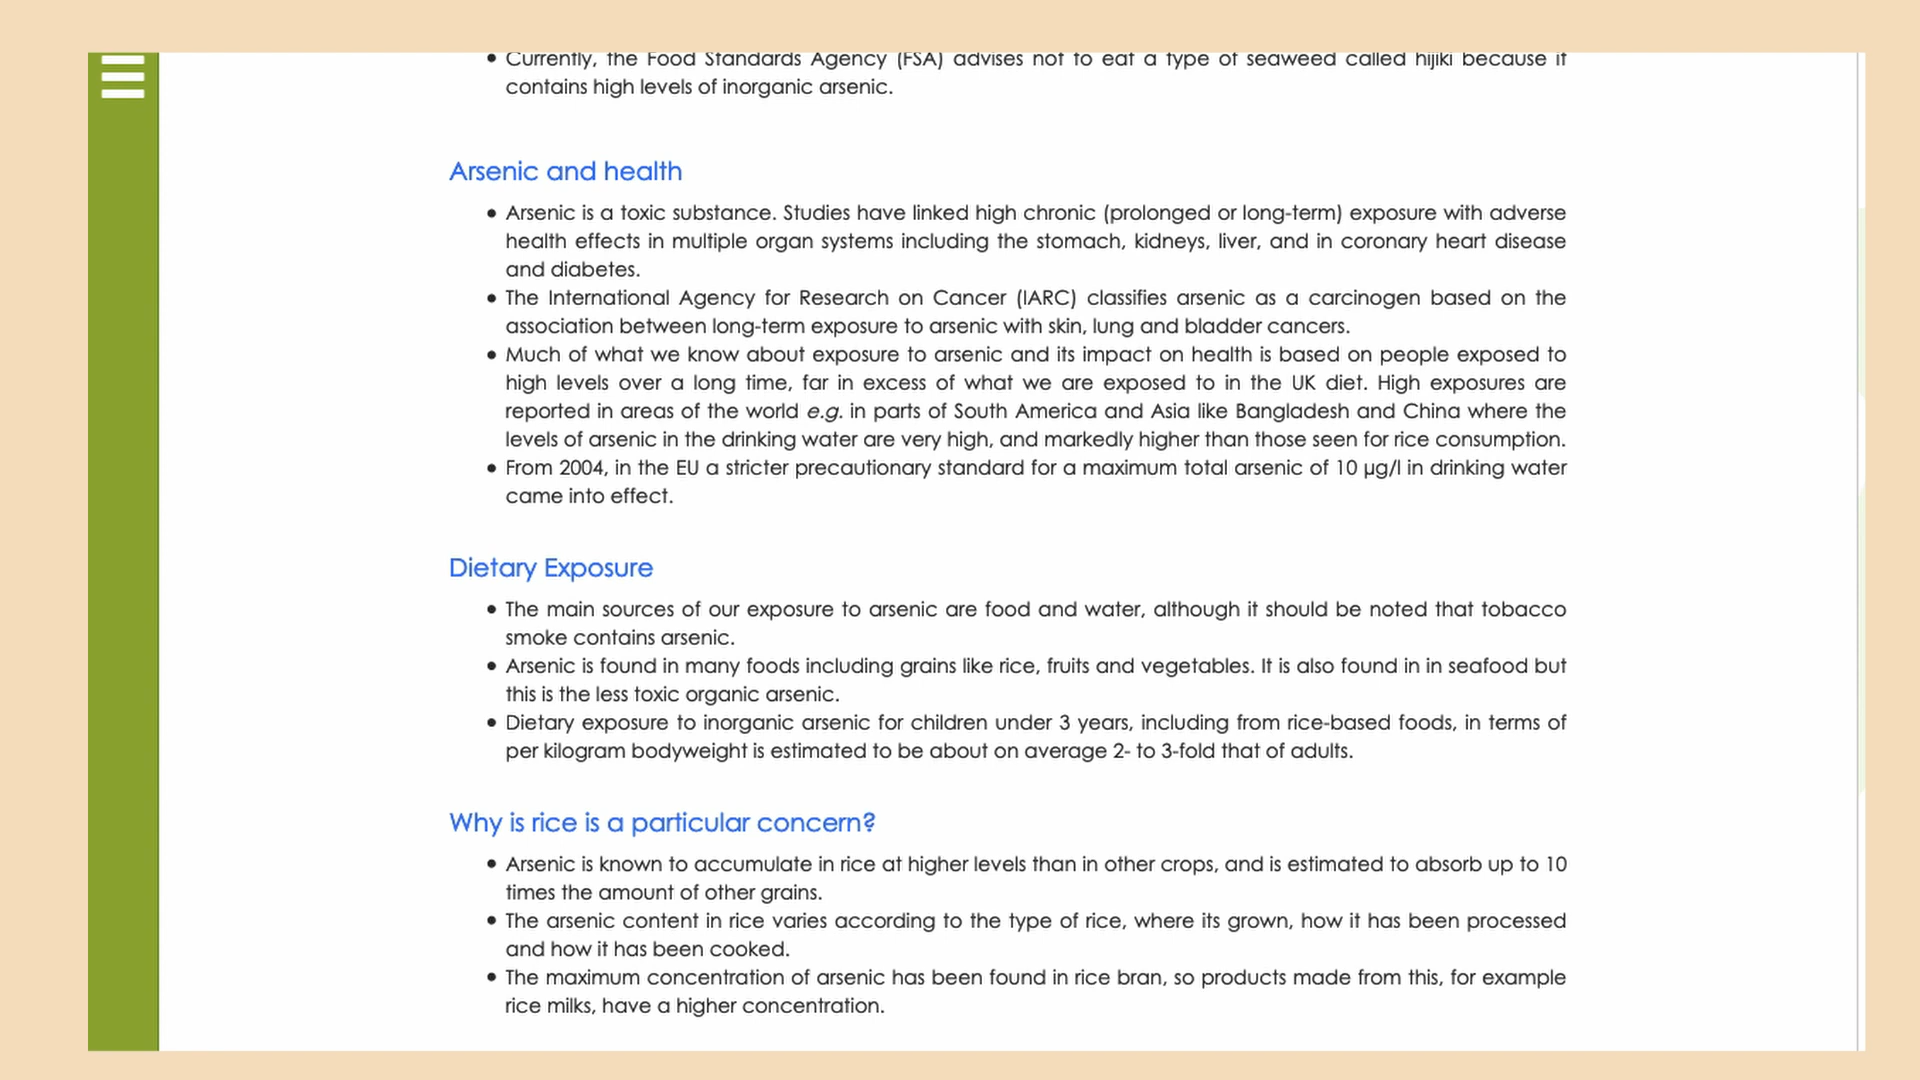 • Currently, the Food Standards Agency (FSA) advises not to eat a type of seaweed called hijiki because it
contains high levels of inorganic arsenic.
Arsenic and health
• Arsenic is a toxic substance. Studies have linked high chronic (prolonged or long-term) exposure with adverse
health effects in multiple organ systems including the stomach, kidneys, liver, and in coronary heart disease
and diabetes.
• The International Agency for Research on Cancer (IARC) classifies arsenic as a carcinogen based on the
association between long-term exposure to arsenic with skin, lung and bladder cancers.
• Much of what we know about exposure to arsenic and its impact on health is based on people exposed to
high levels over a long time, far in excess of what we are exposed to in the UK diet. High exposures are
reported in areas of the world e.g. in parts of South America and Asia like Bangladesh and China where the
levels of arsenic in the drinking water are very high, and markedly higher than those seen for rice consumption.
• From 2004, in the EU a stricter precautionary standard for a maximum total arsenic of 10 µg/l in drinking water
came into effect.
Dietary Exposure
• The main sources of our exposure to arsenic are food and water, although it should be noted that tobacco
smoke contains arsenic.
• Arsenic is found in many foods including grains like rice, fruits and vegetables. It is also found in in seafood but
this is the less toxic organic arsenic.
• Dietary exposure to inorganic arsenic for children under 3 years, including from rice-based foods, in terms of
per kilogram bodyweight is estimated to be about on average 2- to 3-fold that of adults.
Why is rice is a particular concern?
• Arsenic is known to accumulate in rice at higher levels than in other crops, and is estimated to absorb up to 10
times the amount of other grains.
• The arsenic content in rice varies according to the type of rice, where its grown, how it has been processed
and how it has been cooked.
• The maximum concentration of arsenic has been found in rice bran, so products made from this, for example
rice milks, have a higher concentration.